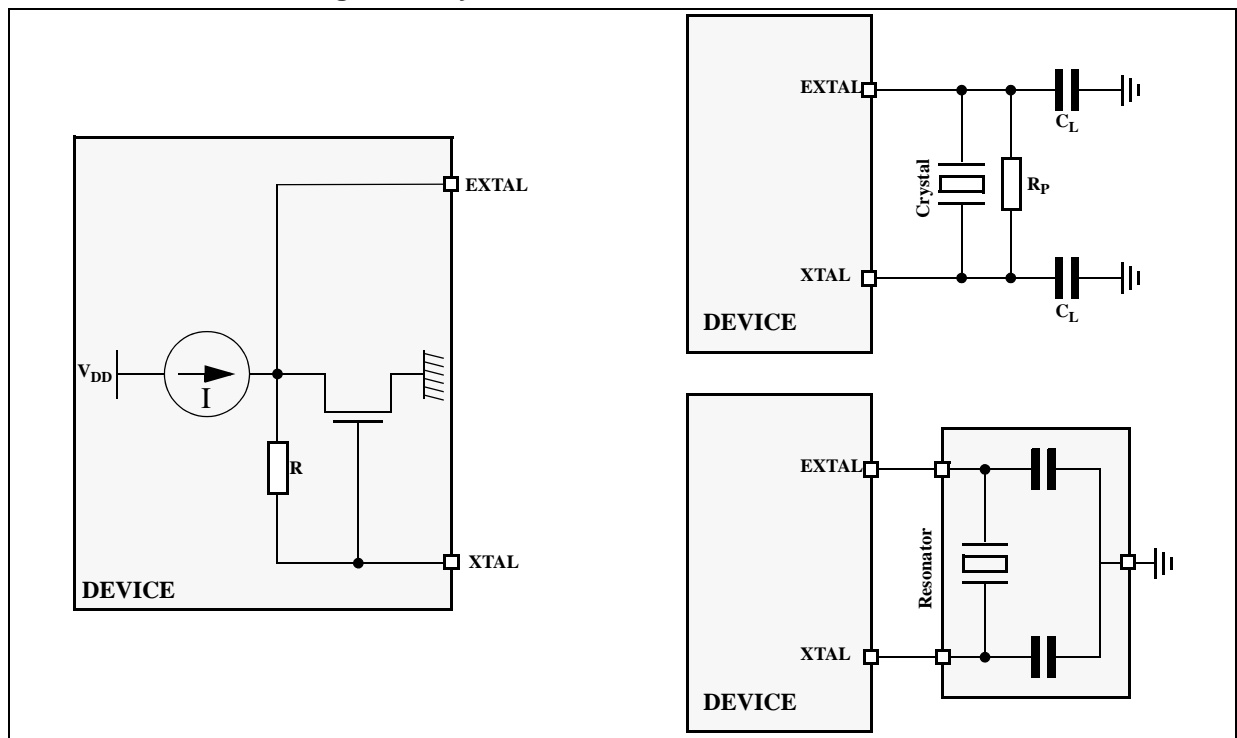 EXTAL
V_DD
I
R
XTAL
DEVICE
EXTAL
C_L
Crystal
R_P
XTAL
C_L
DEVICE
EXTAL
Resonator
XTAL
DEVICE